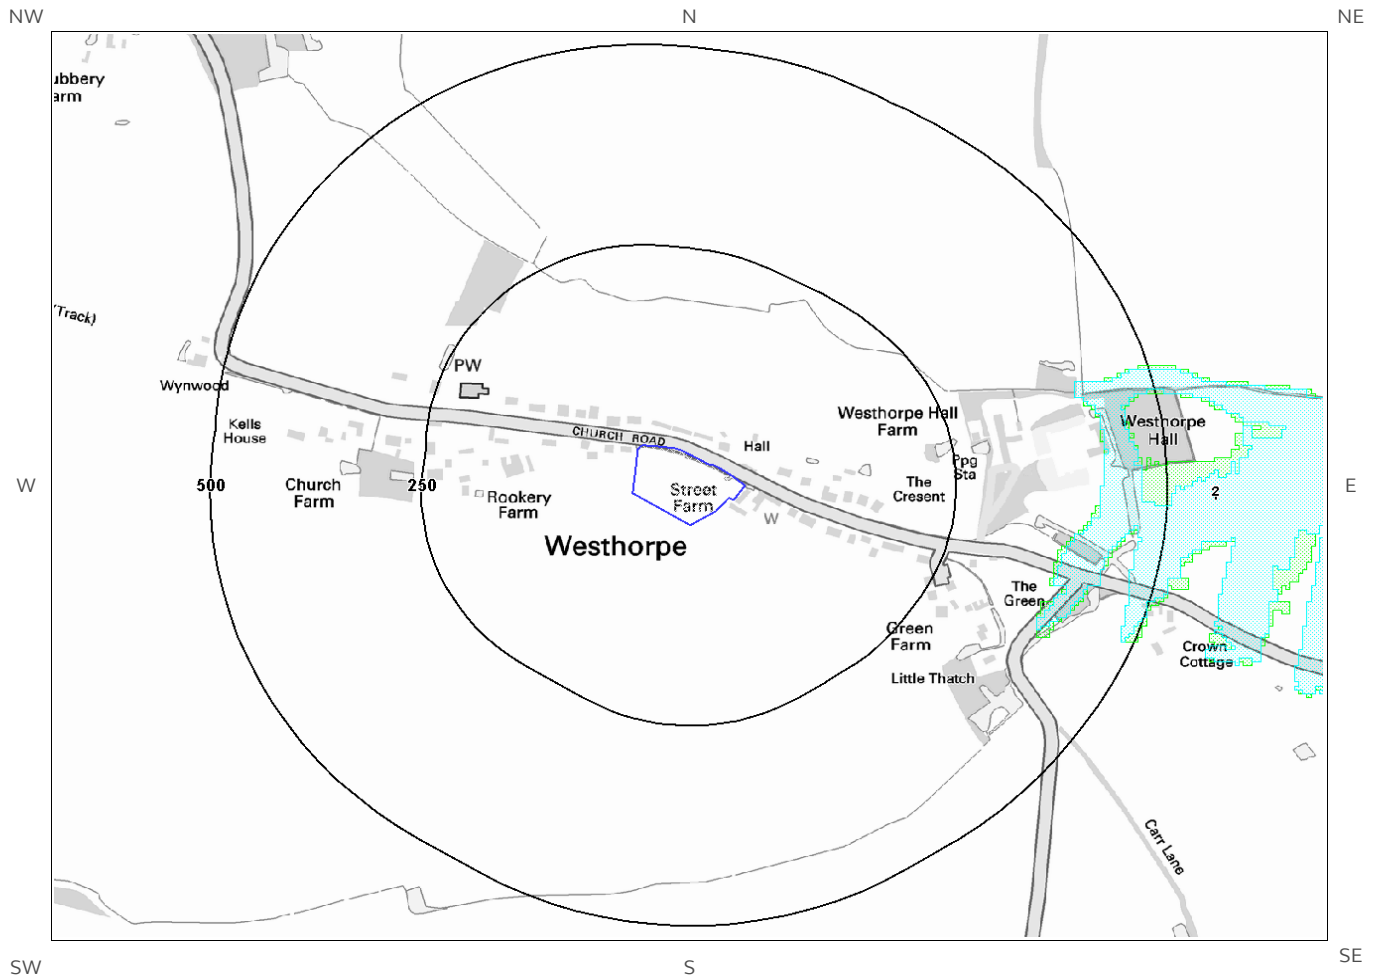 NW
N
NE
ubbery
arm
(Track)
Wynwood
PW
Kells
House
CHURCH ROAD
Hall
Westhorpe Hall
Farm
Westhorpe
Hall
W
500
Church
Farm
250
Rookery
Farm
Street
Farm
W
The
Cresent
Ppg
Sta
2
E
Westhorpe
The
Green
Green
Farm
Little Thatch
Crown
Cottage
Carr Lane
SW
S
SE